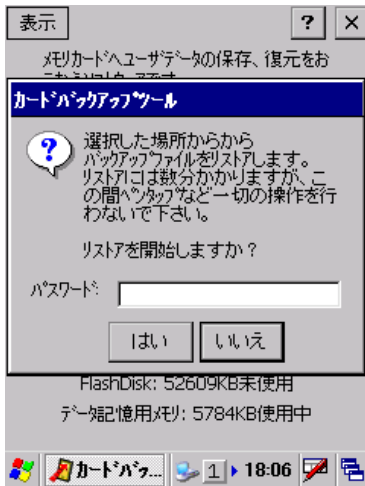 表示
? ×
メモリカードへユーザデータの保存、復元をお
カードバックアップツール
選択した場所からから
バックアップファイルをリストアします。
リストアには数分かかりますが、こ
の間ペンタップなど一切の操作を行
わないで下さい。
リストアを開始しますか？
パスワード:
はい いいえ
FlashDisk: 52609KB未使用
データ記憶用メモリ: 5784KB使用中
カードバッ... 1 18:06